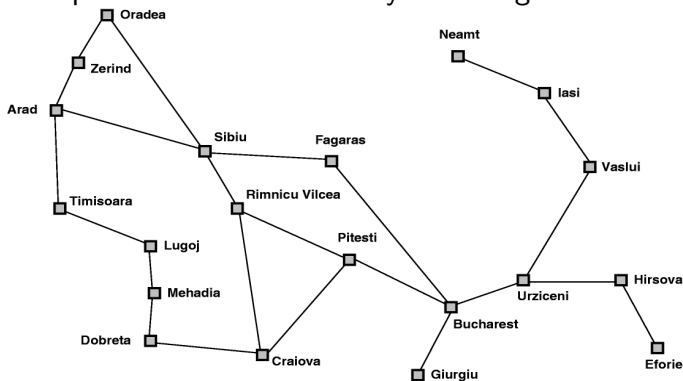 Oradea
Neamt
Zerind
Iasi
Arad
Sibiu
Fagaras
Vaslui
Timisoara
Rimnicu Vilcea
Pitesti
Lugoj
Mehadia
Hirsova
Urziceni
Bucharest
Dobreta
Craiova
Eforie
Giurgiu